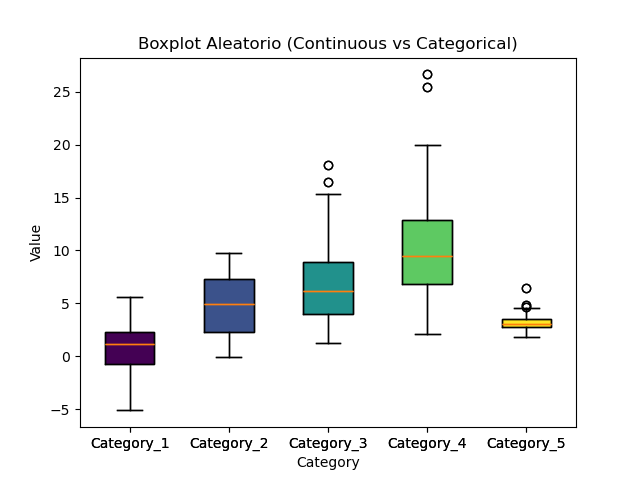 Boxplot Aleatorio (Continuous vs Categorical)
25
20
15
10
5
0
−5
Value
Category_1 Category_2 Category_3 Category_4 Category_5
Category